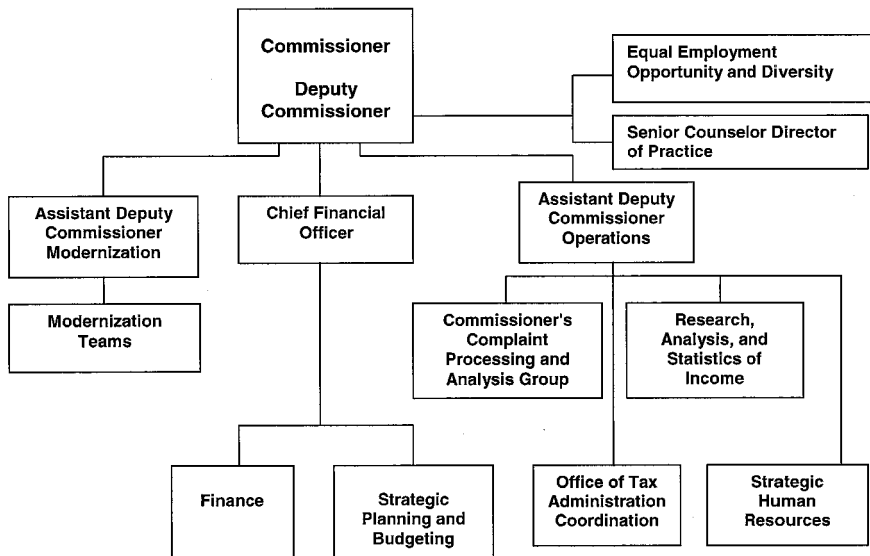 Commissioner
Deputy
Commissioner
Equal Employment
Opportunity and Diversity
Senior Counselor Director
of Practice
Assistant Deputy
Commissioner
Modernization
Chief Financial
Officer
Assistant Deputy
Commissioner
Operations
Modernization
Teams
Commissioner's
Complaint
Processing and
Analysis Group
Research,
Analysis, and
Statistics of
Income
Finance
Strategic
Planning and
Budgeting
Office of Tax
Administration
Coordination
Strategic
Human
Resources